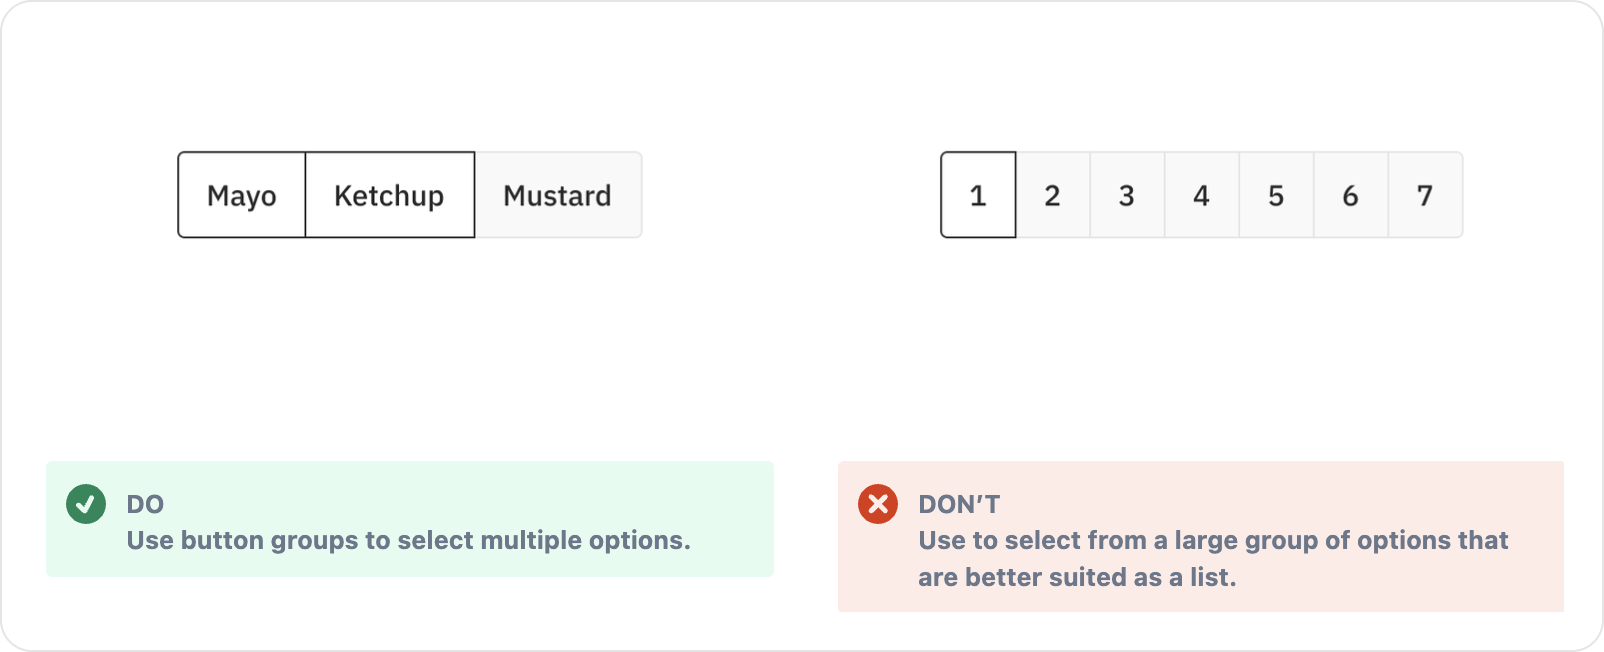 Mayo Ketchup Mustard
1 2 3 4 5 6 7
DO
Use button groups to select multiple options.
DON’T
Use to select from a large group of options that
are better suited as a list.